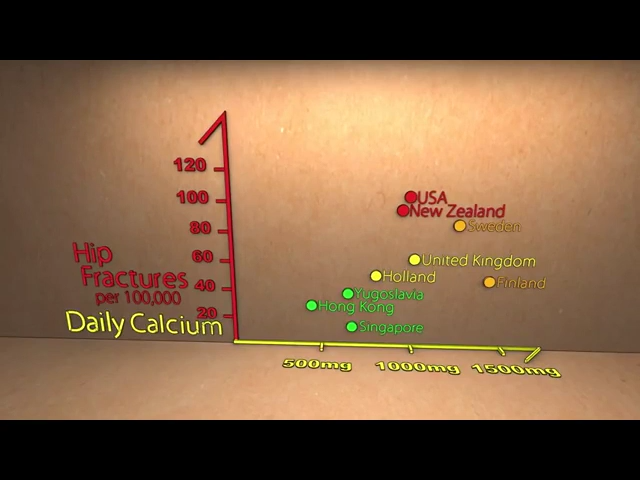 120
100
80
60
40
20
Hip
Fractures
per 100,000
Daily Calcium
USA
New Zealand
Sweden
United Kingdom
Holland
Finland
Yugoslavia
Hong Kong
Singapore
500mg
1000mg
1500mg